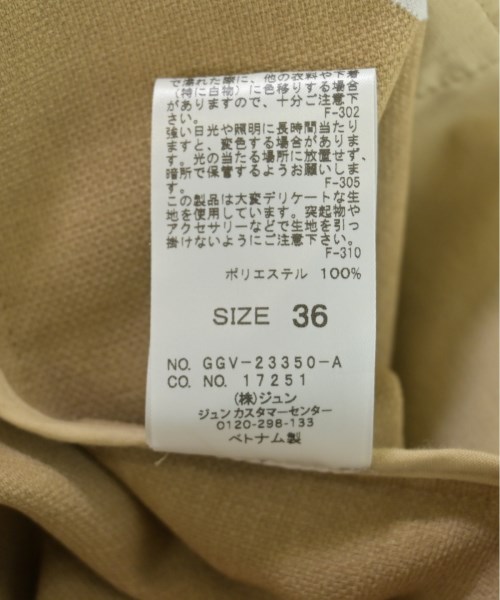 で濡れた際に、他の衣料や下着
(特に白物)に色移りする場合
がありますので、十分ご注意下
さい。
F-302
強い日光や照明に長時間当たり
ますと、変色する場合がありま
す。光の当たる場所に放置せず、
暗所で保管するようお願いしま
す。
F-305
この製品は大変デリケートな生
地を使用しています。突起物や
アクセサリーなどで生地を引っ
掛けないようにご注意下さい。
F-310
ポリエステル 100%
SIZE 36
NO. GGV-23350-A
CO. NO. 17251
(株)ジュン
ジュンカスタマーセンター
0120-298-133
ベトナム製